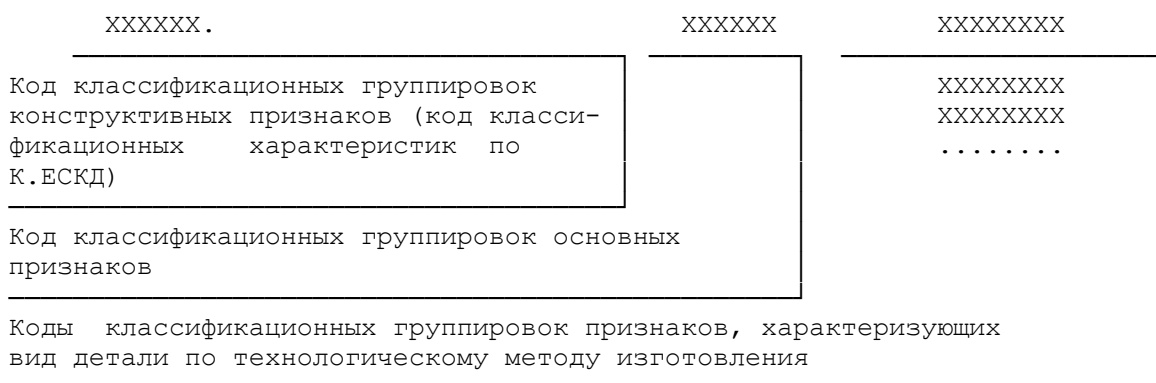 XXXXXX. XXXXXX XXXXXXXX
Код классификационных группировок XXXXXXXX
конструктивных признаков (код класси- XXXXXXXX
фикационных характеристик по ........
К.ЕСКД)
Код классификационных группировок основных
признаков
Коды классификационных группировок признаков, характеризующих
вид детали по технологическому методу изготовления